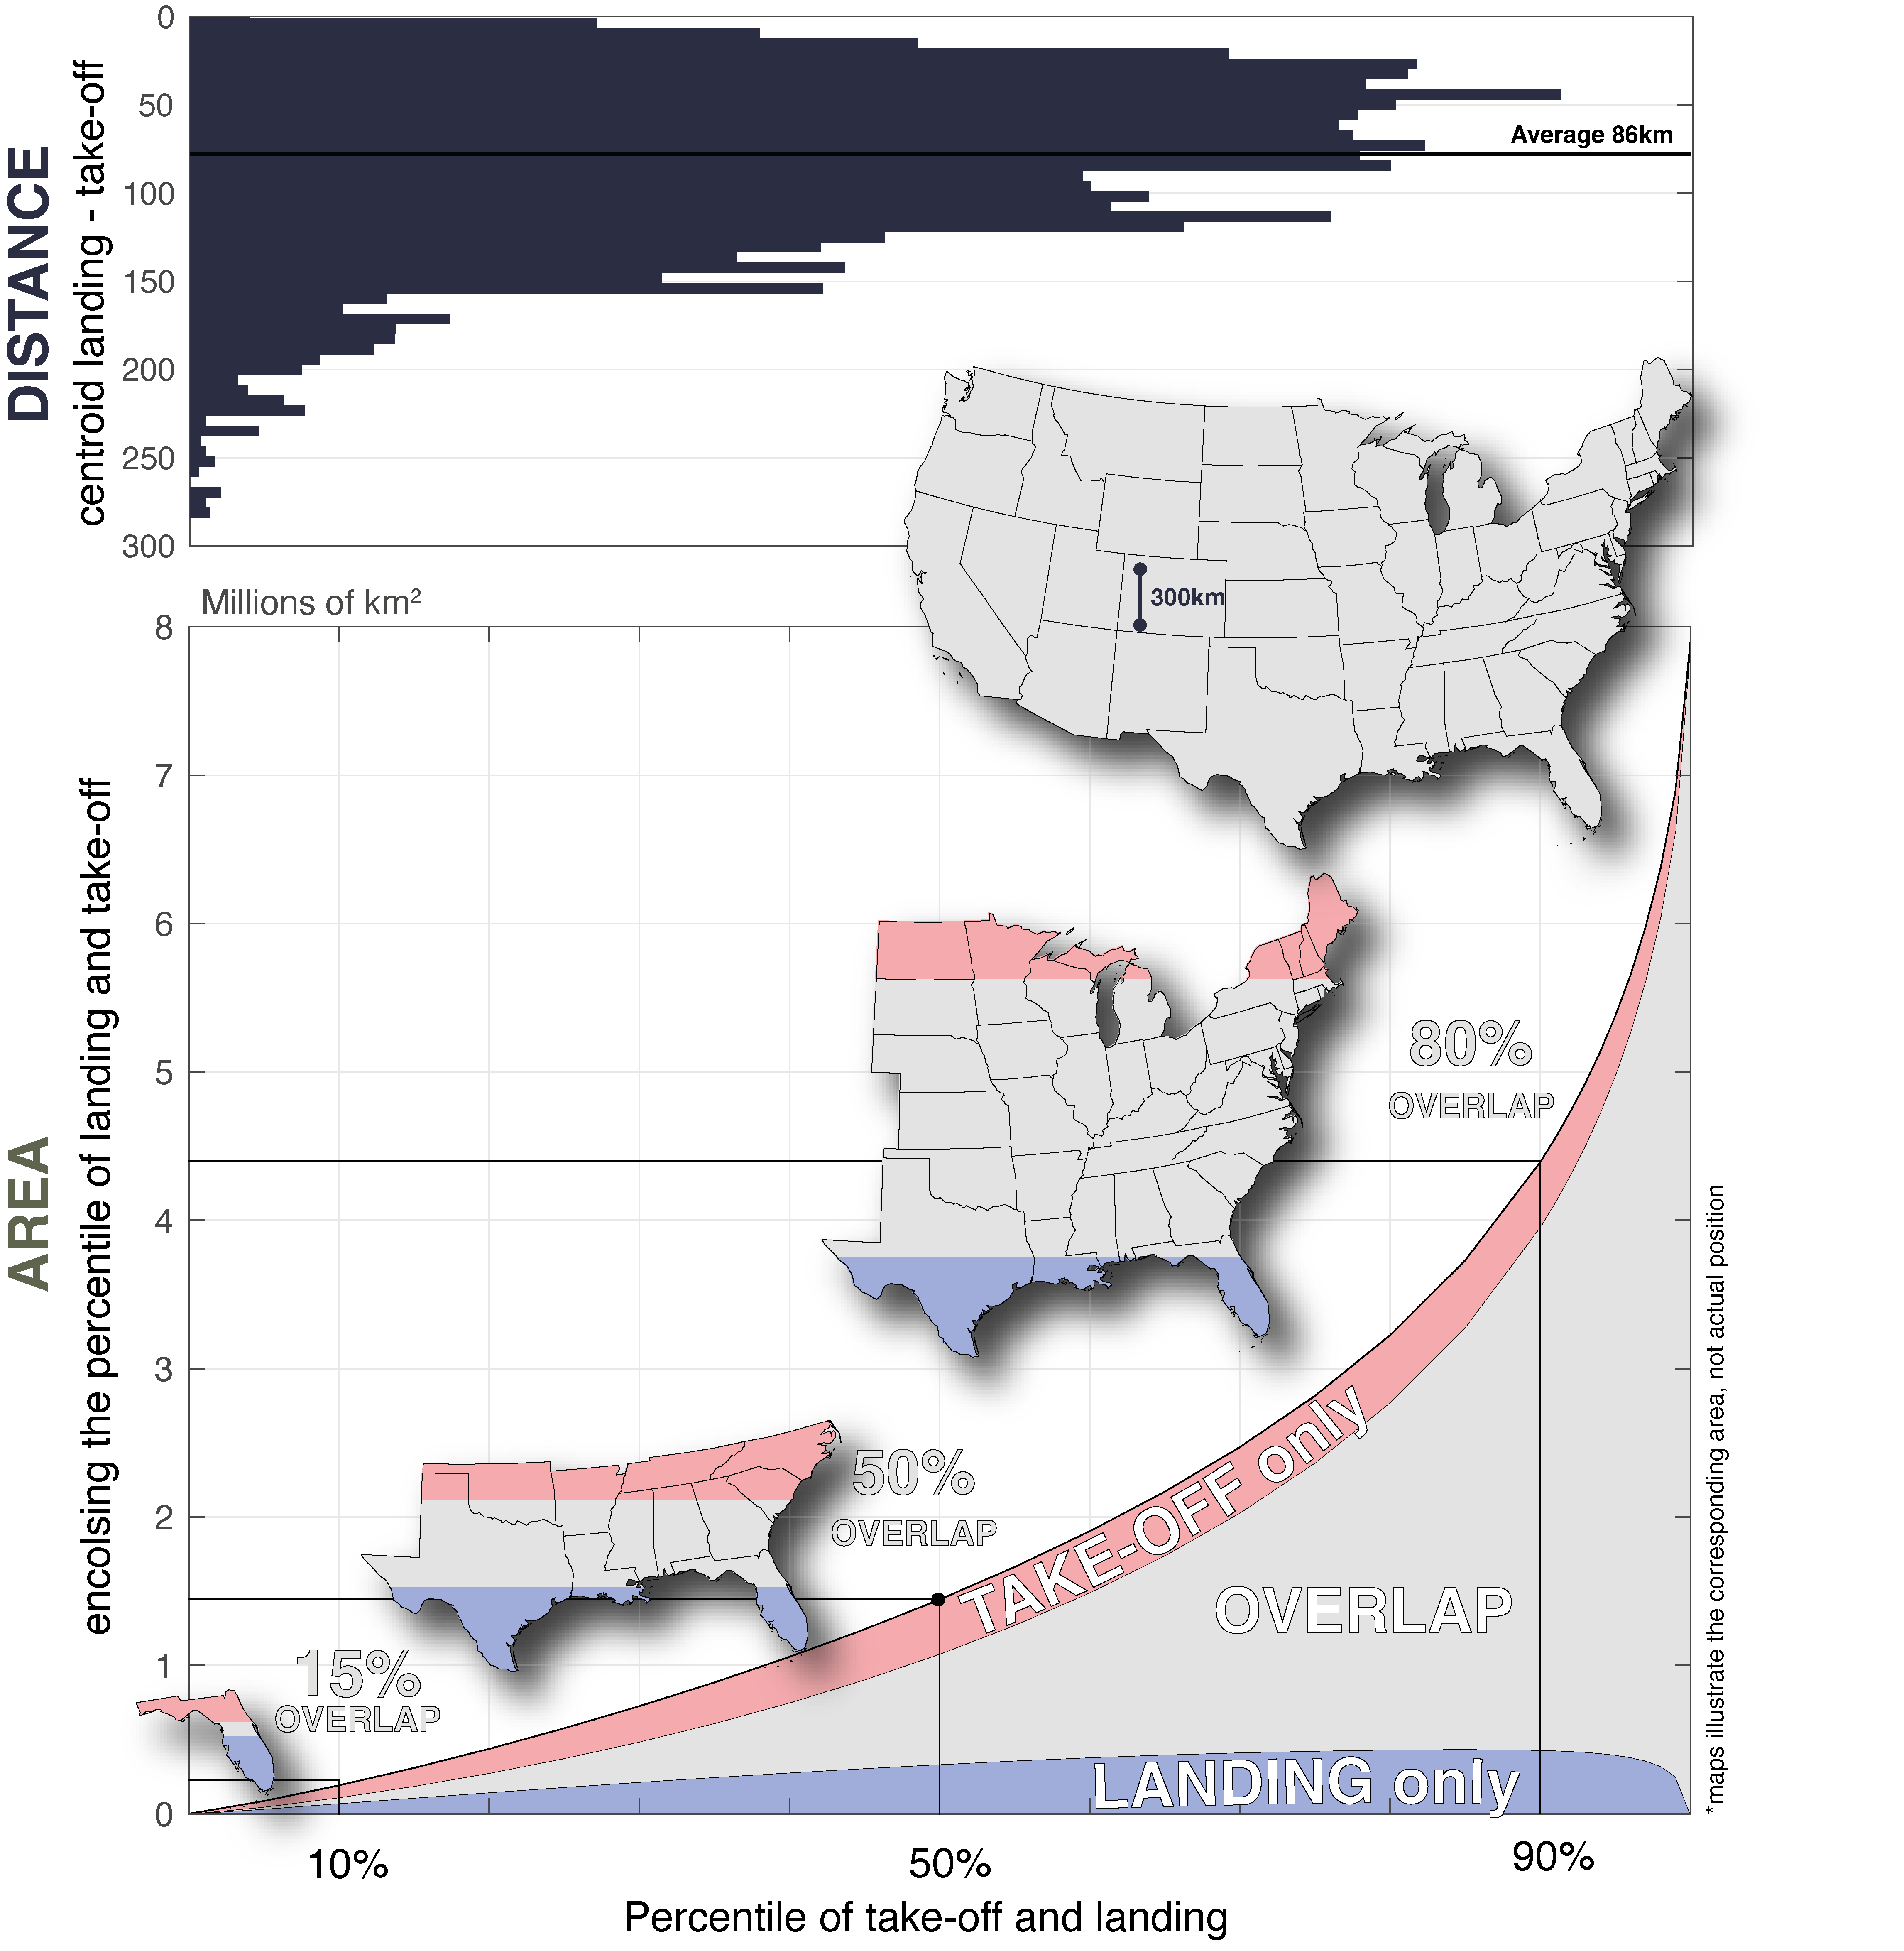 DISTANCE
centroid landing - take-off
0
50
100
150
200
250
300
Average 86km
300km
Millions of km²
AREA
encolsing the percentile of landing and take-off
8
7
6
5
4
3
2
1
0
80%
OVERLAP
50%
OVERLAP
15%
OVERLAP
TAKE-OFF only
OVERLAP
LANDING only
*maps illustrate the corresponding area, not actual position
10%
50%
90%
Percentile of take-off and landing